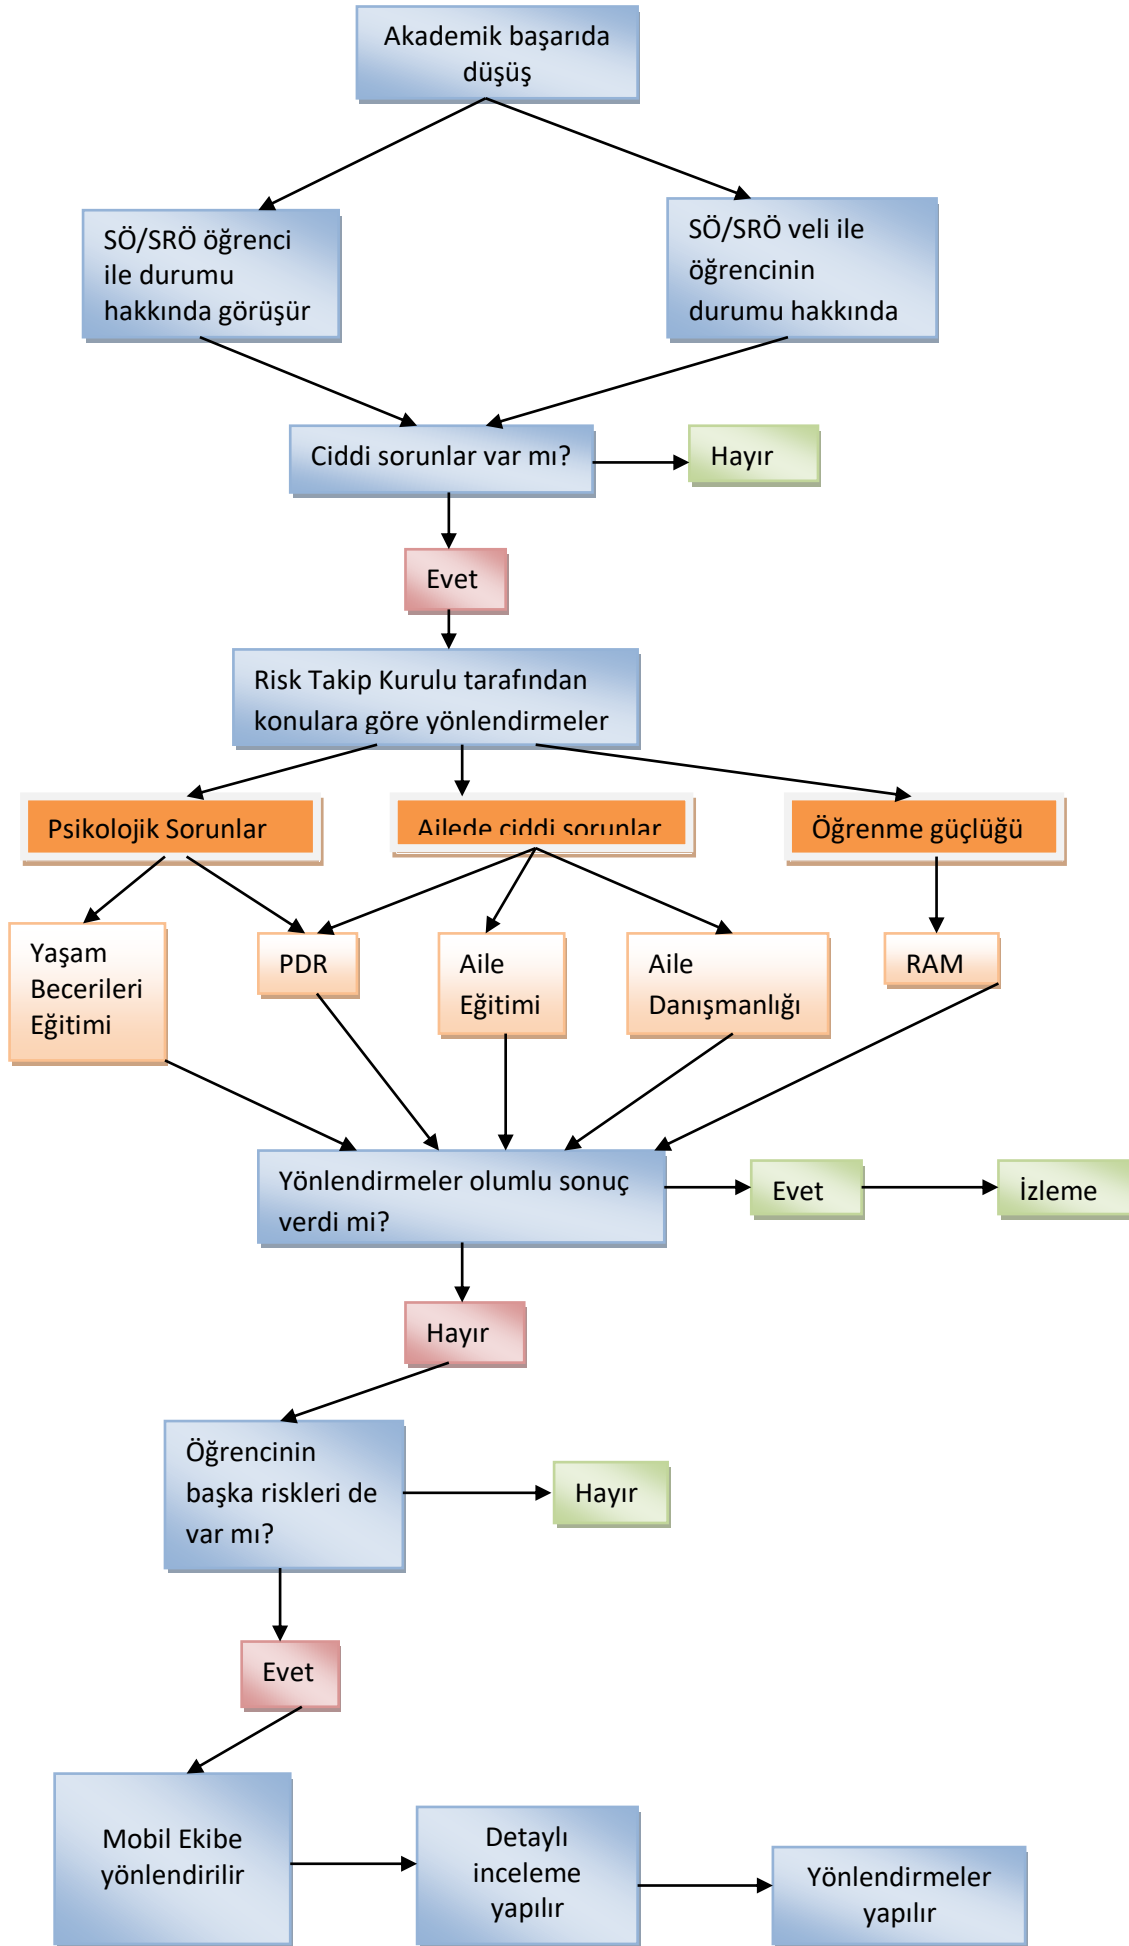 Akademik başarıda
düşüş
SÖ/SRÖ öğrenci
ile durumu
hakkında görüşür
SÖ/SRÖ veli ile
öğrencinin
durumu hakkında
Ciddi sorunlar var mı?
Hayır
Evet
Risk Takip Kurulu tarafından
konulara göre yönlendirmeler
Psikolojik Sorunlar
Ailede ciddi sorunlar
Öğrenme güçlüğü
Yaşam
Becerileri
Eğitimi
PDR
Aile
Eğitimi
Aile
Danışmanlığı
RAM
Yönlendirmeler olumlu sonuç
verdi mi?
Evet
İzleme
Hayır
Öğrencinin
başka riskleri de
var mı?
Hayır
Evet
Mobil Ekibe
yönlendirilir
Detaylı
inceleme
yapılır
Yönlendirmeler
yapılır